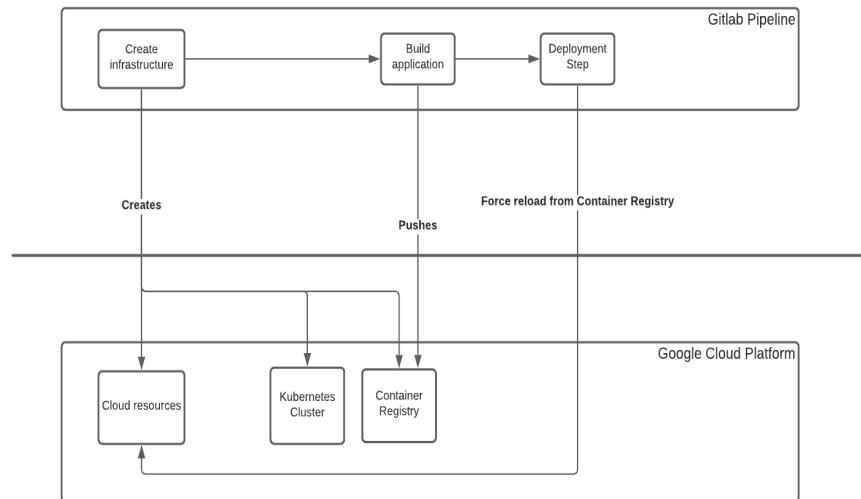 Gitlab Pipeline
Create
infrastructure
Build
application
Deployment
Step
Creates
Pushes
Force reload from Container Registry
Google Cloud Platform
Cloud resources
Kubernetes
Cluster
Container
Registry